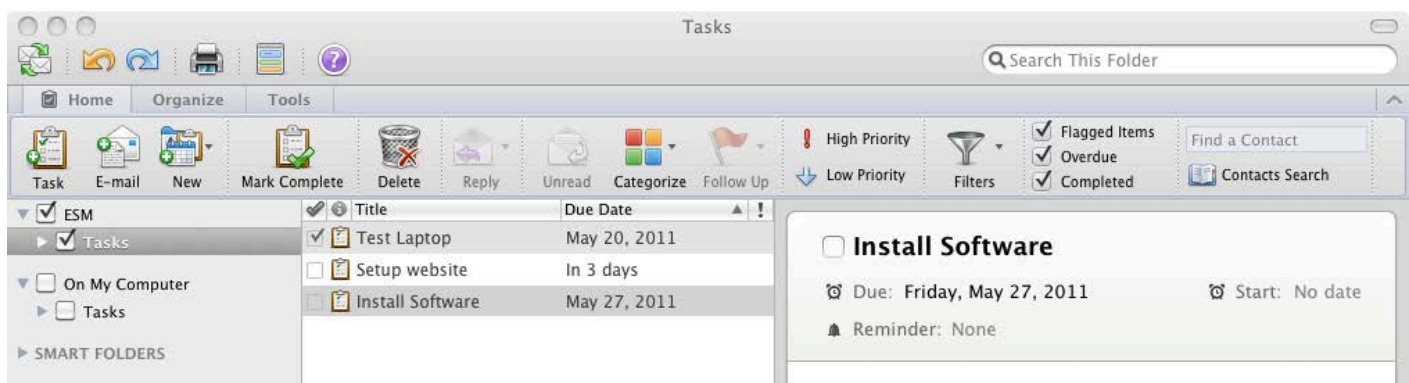 Tasks
Search This Folder
Home Organize Tools
High Priority Flagged Items Find a Contact
Overdue
Low Priority Completed Contacts Search
Task E-mail New Mark Complete Delete Reply Unread Categorize Follow Up Filters
ESM Title Due Date !
Tasks Test Laptop May 20, 2011
Setup website In 3 days
On My Computer Install Software May 27, 2011
Tasks
SMART FOLDERS
Install Software
Due: Friday, May 27, 2011 Start: No date
Reminder: None